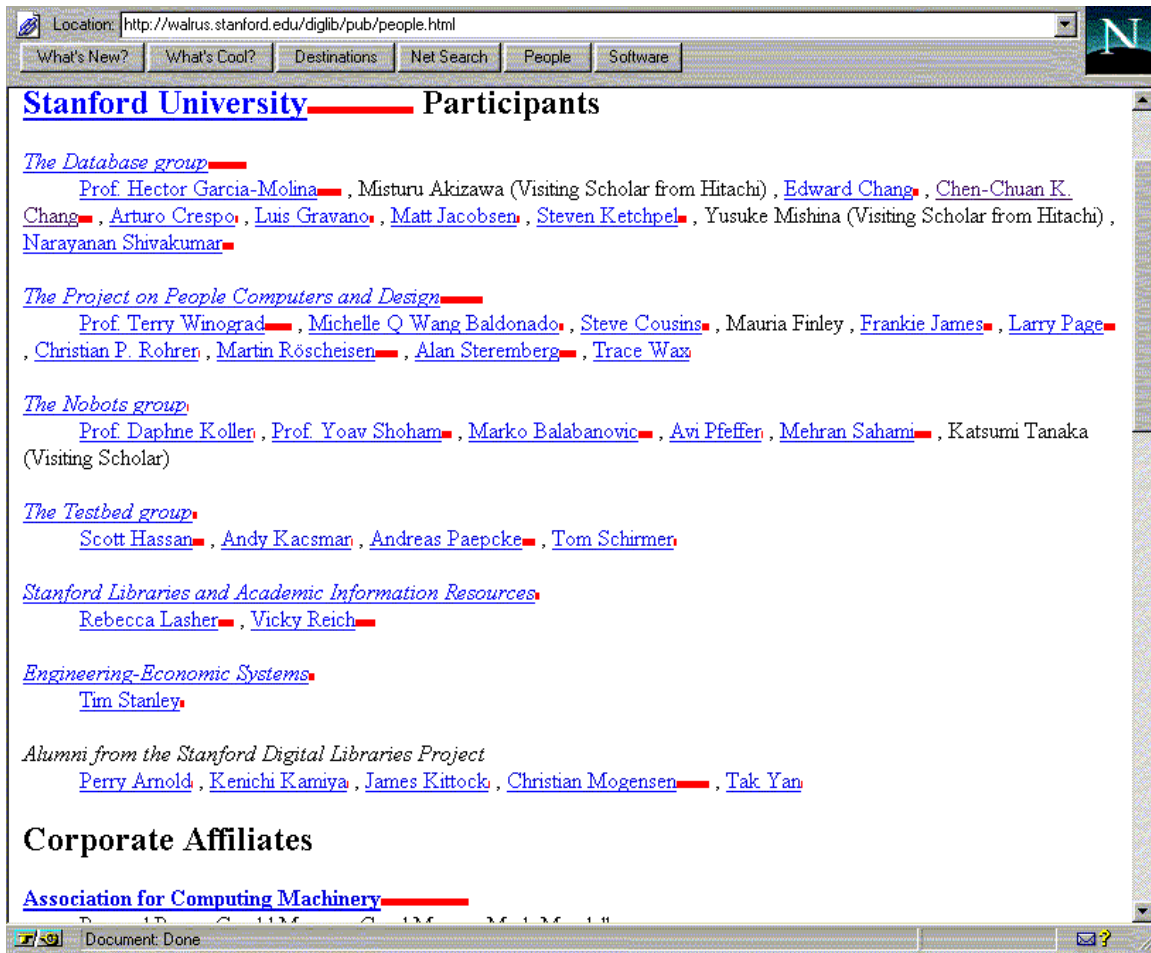 Location: http://walrus.stanford.edu/diglib/pub/people.html
N
What's New? What's Cool? Destinations Net Search People Software
Stanford University Participants
The Database group
Prof. Hector Garcia-Molina , Misturu Akizawa (Visiting Scholar from Hitachi) , Edward Chang , Chen-Chuan K.
Chang , Arturo Crespo , Luis Gravano , Matt Jacobsen , Steven Ketchpel , Yusuke Mishina (Visiting Scholar from Hitachi) ,
Narayanan Shivakumar
The Project on People Computers and Design
Prof. Terry Winograd , Michelle Q Wang Baldonado , Steve Cousins , Mauria Finley , Frankie James , Larry Page
, Christian P. Rohrer , Martin Röscheisen , Alan Steremberg , Trace Wax
The Nobots group
Prof. Daphne Koller , Prof. Yoav Shoham , Marko Balabanovic , Avi Pfeffer , Mehran Sahami , Katsumi Tanaka
(Visiting Scholar)
The Testbed group
Scott Hassan , Andy Kacsmar , Andreas Paepcke , Tom Schirmer
Stanford Libraries and Academic Information Resources
Rebecca Lasher , Vicky Reich
Engineering-Economic Systems
Tim Stanley
Alumni from the Stanford Digital Libraries Project
Perry Arnold , Kenichi Kamiya , James Kittock , Christian Mogensen , Tak Yan
Corporate Affiliates
Association for Computing Machinery
Document: Done